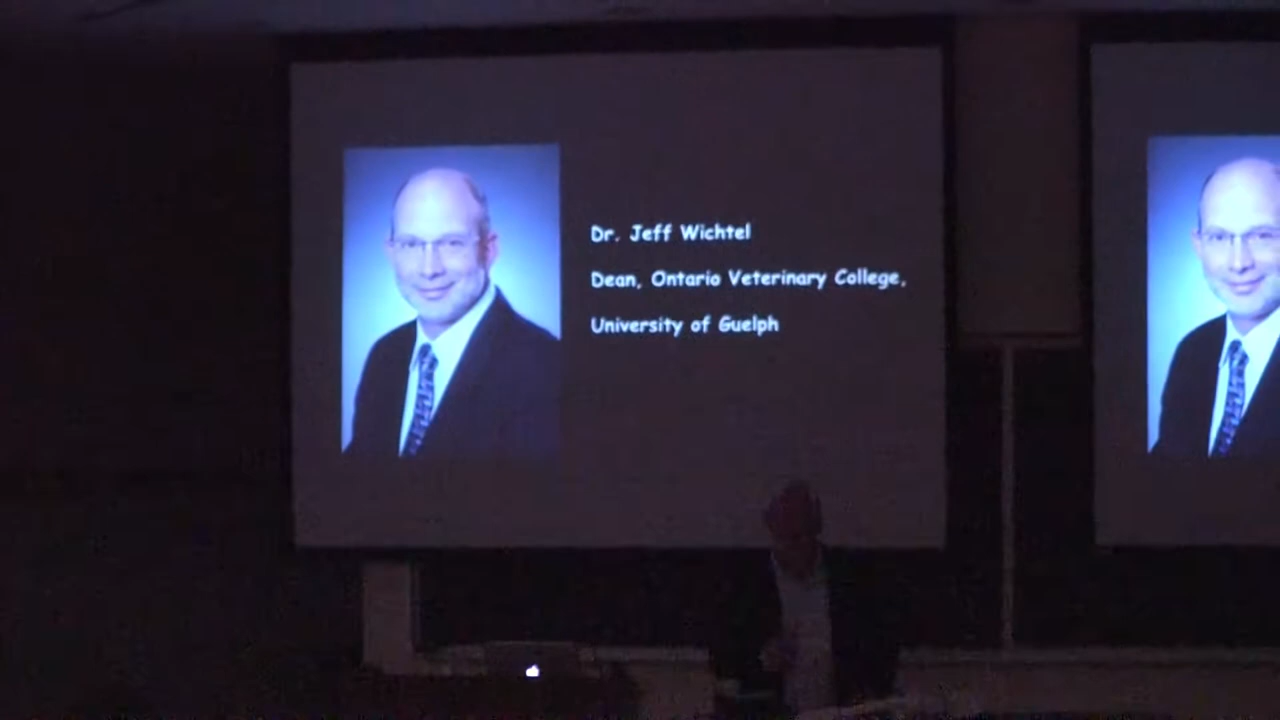 Dr. Jeff Wichtel
Dean, Ontario Veterinary College,
University of Guelph